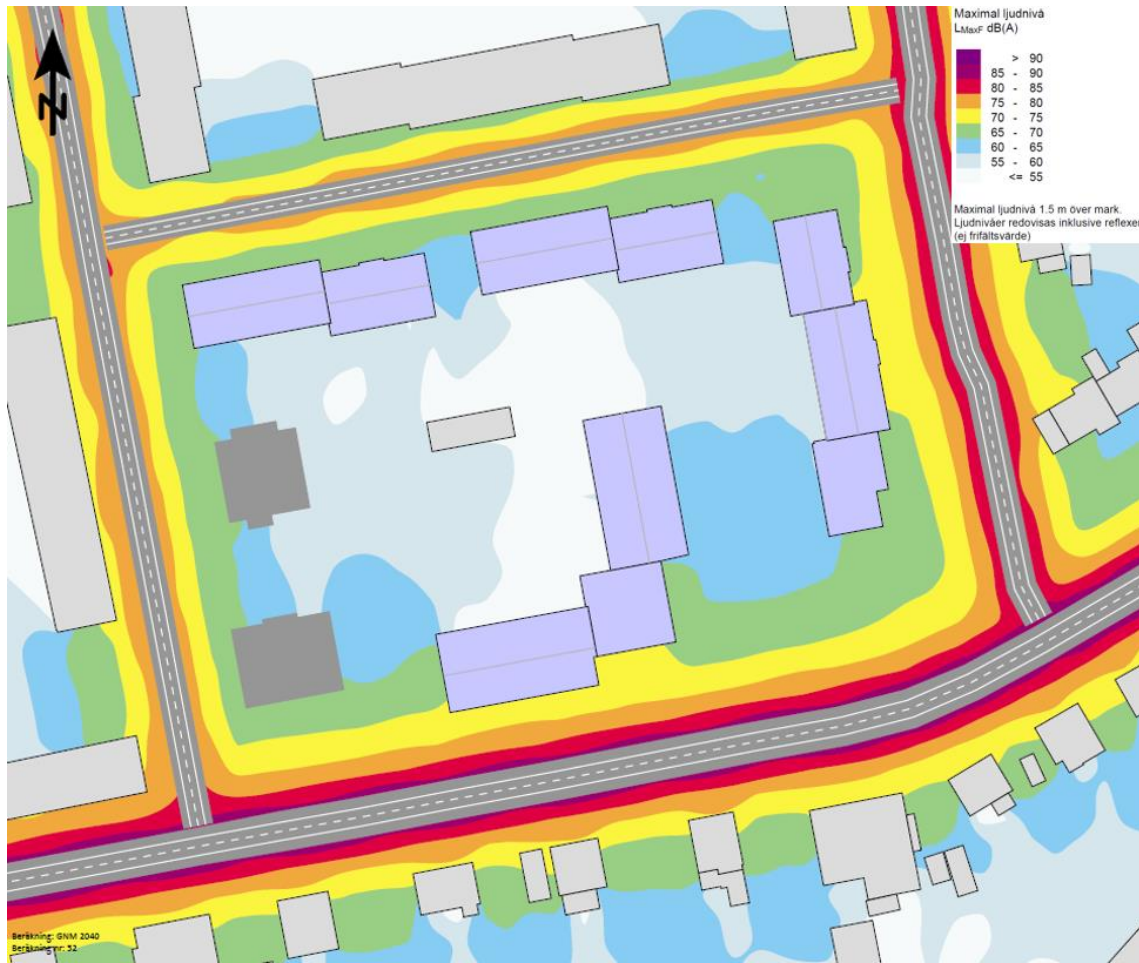 Maximal ljudnivå
LMaxF dB(A)
> 90
85 - 90
80 - 85
75 - 80
70 - 75
65 - 70
60 - 65
55 - 60
<= 55
Maximal ljudnivå 1.5 m över mark.
Ljudnivåer redovisas inklusive reflexer
(ej frifältsvärde)
N
Beräkning: GNM 2040
Beräkning nr: 52